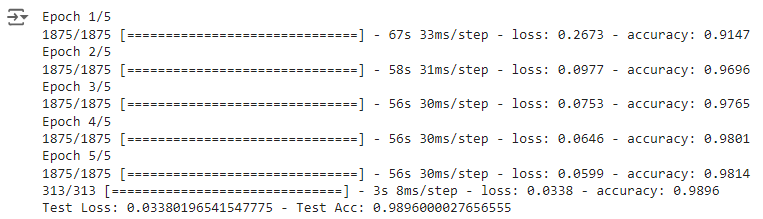 Epoch 1/5
1875/1875 [==============================] - 67s 33ms/step - loss: 0.2673 - accuracy: 0.9147
Epoch 2/5
1875/1875 [==============================] - 58s 31ms/step - loss: 0.0977 - accuracy: 0.9696
Epoch 3/5
1875/1875 [==============================] - 56s 30ms/step - loss: 0.0753 - accuracy: 0.9765
Epoch 4/5
1875/1875 [==============================] - 56s 30ms/step - loss: 0.0646 - accuracy: 0.9801
Epoch 5/5
1875/1875 [==============================] - 56s 30ms/step - loss: 0.0599 - accuracy: 0.9814
313/313 [==============================] - 3s 8ms/step - loss: 0.0338 - accuracy: 0.9896
Test Loss: 0.03380196541547775 - Test Acc: 0.9896000027656555